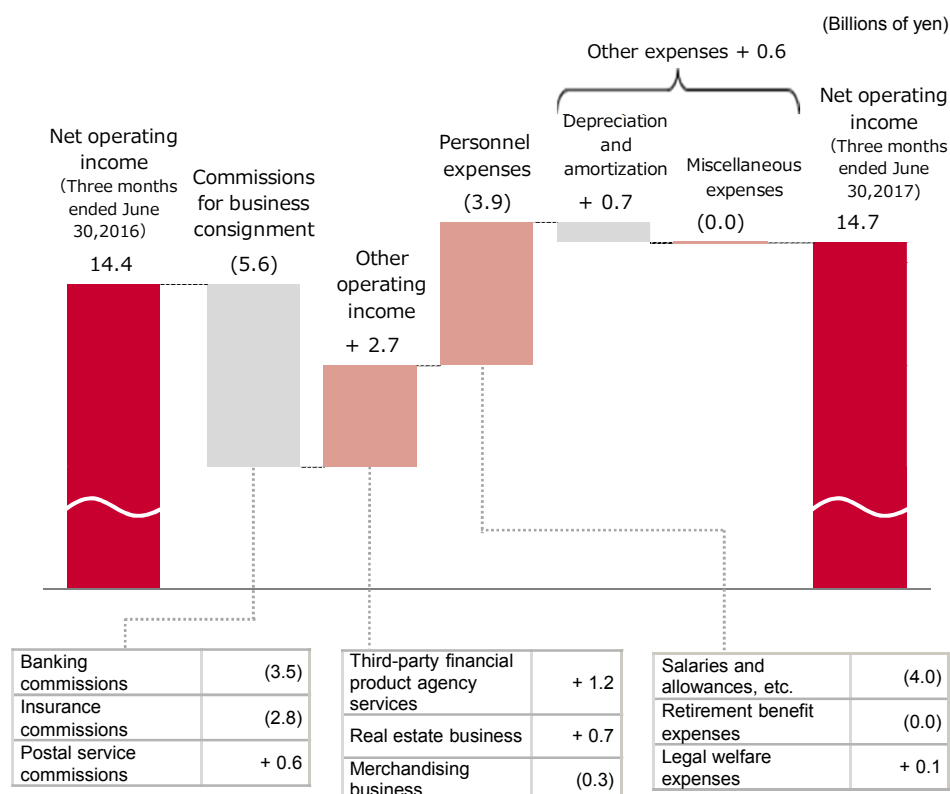 (Billions of yen)
Other expenses + 0.6
Net operating
income
(Three months
ended June
30,2016)
14.4
Commissions
for business
consignment
(5.6)
Other
operating
income
+ 2.7
Personnel
expenses
(3.9)
Depreciation
and
amortization
+ 0.7
Miscellaneous
expenses
(0.0)
Net operating
income
(Three months
ended June
30,2017)
14.7
Banking
commissions
(3.5)
Insurance
commissions
(2.8)
Postal service
commissions
+ 0.6
Third-party financial
product agency
services
+ 1.2
Real estate business
+ 0.7
Merchandising
business
(0.3)
Salaries and
allowances, etc.
(4.0)
Retirement benefit
expenses
(0.0)
Legal welfare
expenses
+ 0.1